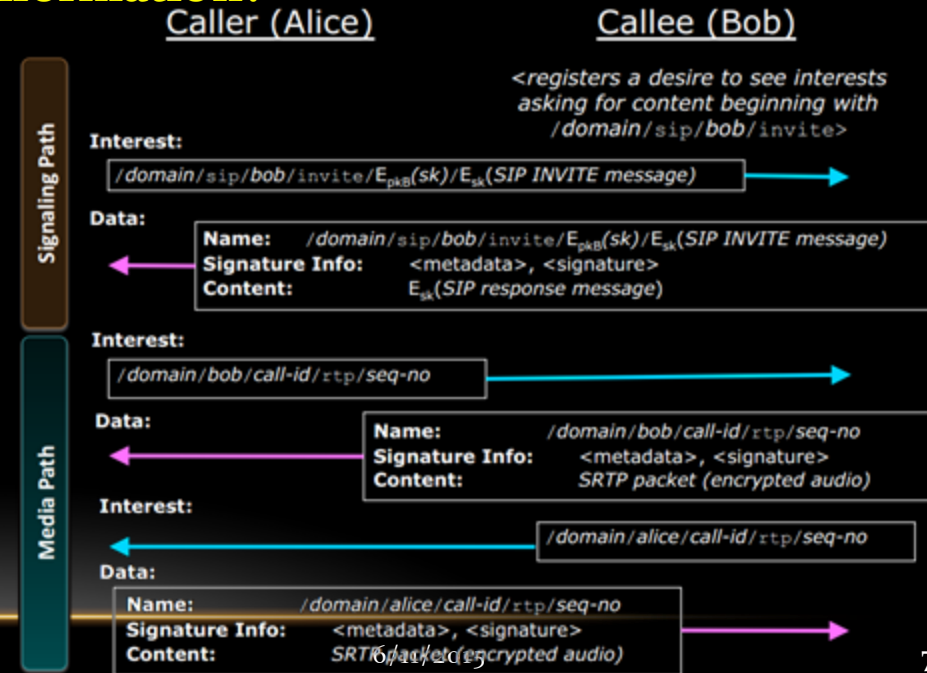 Caller (Alice)
Callee (Bob)
<registers a desire to see interests
asking for content beginning with
/domain/sip/bob/invite>
Signaling Path
Interest:
/domain/sip/bob/invite/EpkB(sk)/Esk(SIP INVITE message)
Data:
Name: /domain/sip/bob/invite/EpkB(sk)/Esk(SIP INVITE message)
Signature Info: <metadata>, <signature>
Content: Esk(SIP response message)
Media Path
Interest:
/domain/bob/call-id/rtp/seq-no
Data:
Name: /domain/bob/call-id/rtp/seq-no
Signature Info: <metadata>, <signature>
Content: SRTP packet (encrypted audio)
Interest:
/domain/alice/call-id/rtp/seq-no
Data:
Name: /domain/alice/call-id/rtp/seq-no
Signature Info: <metadata>, <signature>
Content: SRTP packet (encrypted audio)
6/11/2015
7